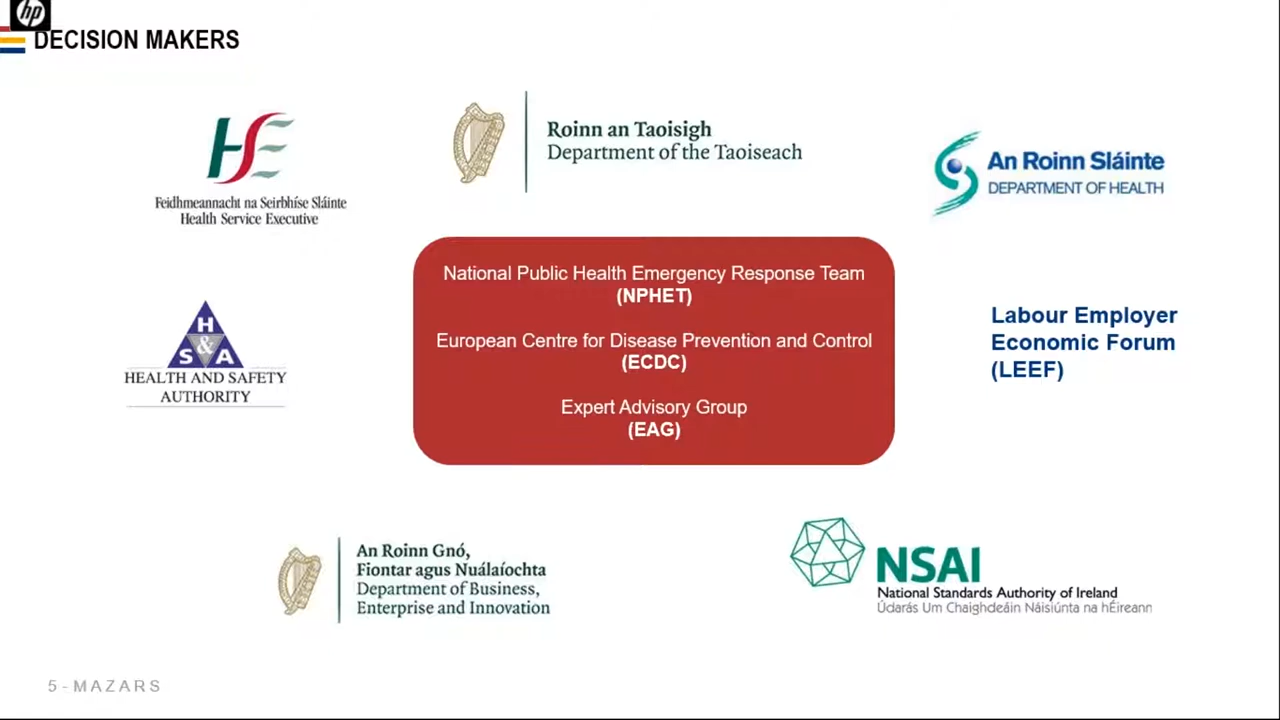 hp
DECISION MAKERS
HSE
Feidhmeannacht na Seirbhíse Sláinte
Health Service Executive
Roinn an Taoisigh
Department of the Taoiseach
An Roinn Sláinte
DEPARTMENT OF HEALTH
National Public Health Emergency Response Team
(NPHET)
European Centre for Disease Prevention and Control
(ECDC)
Expert Advisory Group
(EAG)
H
S & A
HEALTH AND SAFETY
AUTHORITY
Labour Employer
Economic Forum
(LEEF)
An Roinn Gnó,
Fiontar agus Nuálaíochta
Department of Business,
Enterprise and Innovation
NSAI
National Standards Authority of Ireland
Údarás Um Chaighdeáin Náisiúnta na hÉireann
5 - MAZARS